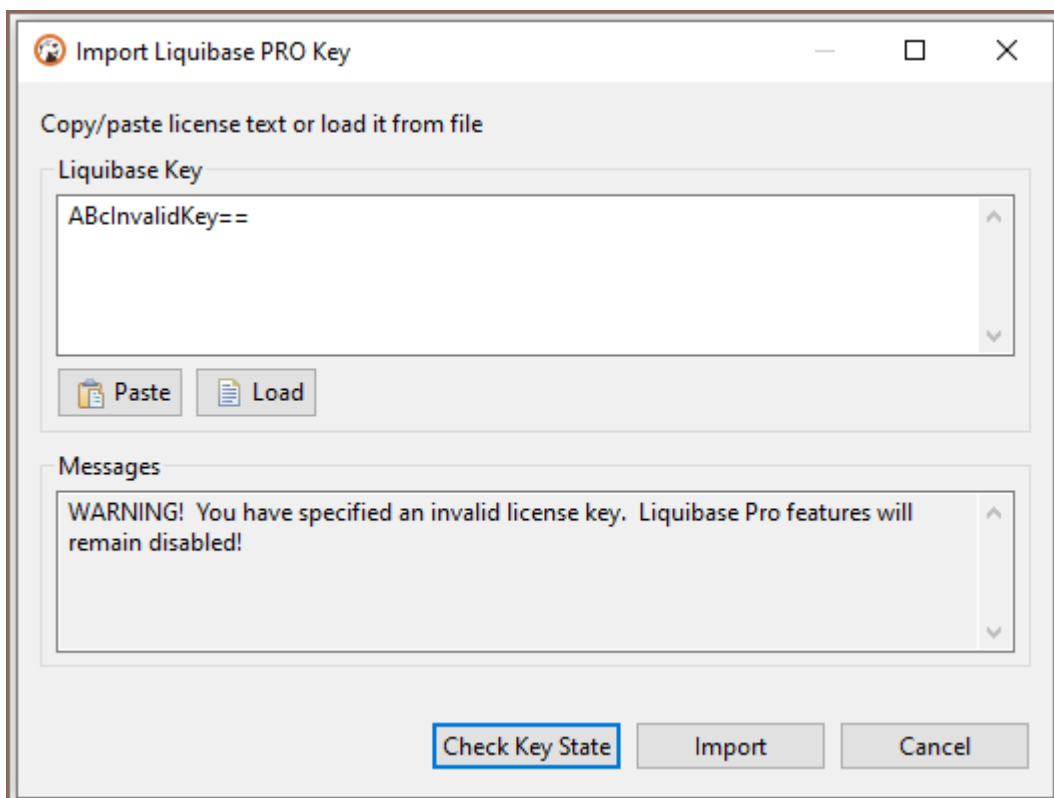 Import Liquibase PRO Key
Copy/paste license text or load it from file
Liquibase Key
ABcInvalidKey==
Paste Load
Messages
WARNING!  You have specified an invalid license key.  Liquibase Pro features will
remain disabled!
Check Key State Import Cancel